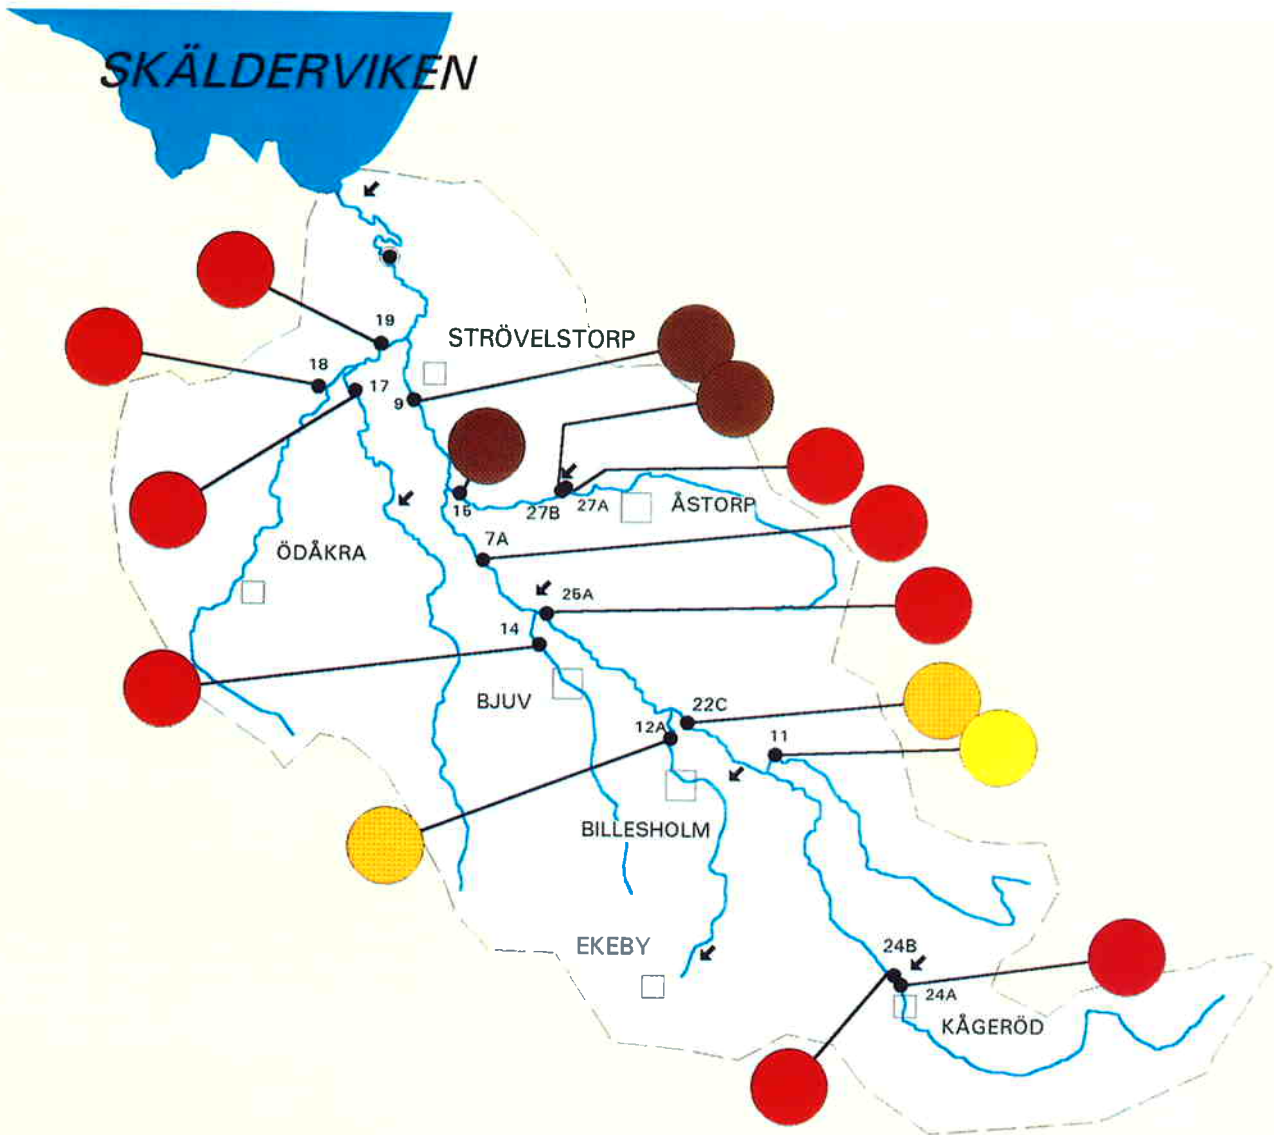 SKÄLDERVIKEN
19
STRÖVELSTORP
18
17
9
16
27B
27A
ÅSTORP
7A
ÖDÅKRA
25A
14
BJUV
22C
12A
11
BILLESHOLM
EKEBY
24B
24A
KÅGERÖD